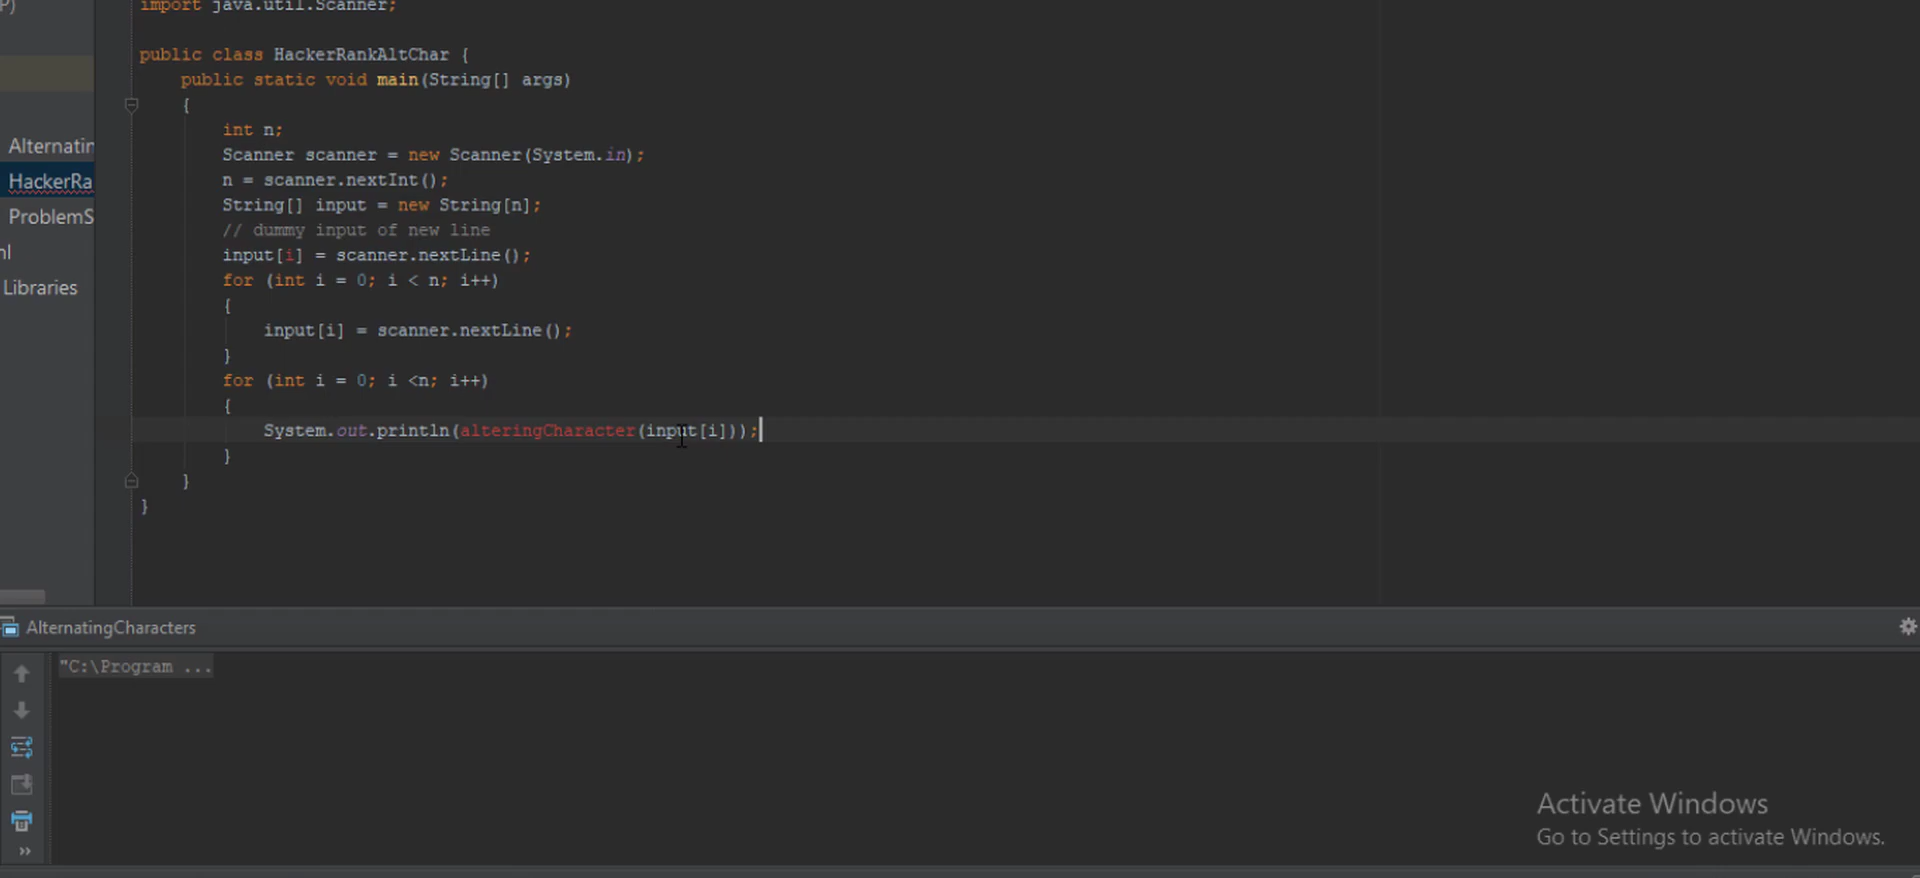 P)
import java.util.Scanner;
public class HackerRankAltChar {
public static void main(String[] args)
{
int n;
Scanner scanner = new Scanner(System.in);
n = scanner.nextInt();
String[] input = new String[n];
// dummy input of new line
input[i] = scanner.nextLine();
for (int i = 0; i < n; i++)
{
input[i] = scanner.nextLine();
}
for (int i = 0; i <n; i++)
{
System.out.println(alteringCharacter(input[i]));
}
}
}
Alternatin
HackerRa
ProblemS
ml
Libraries
AlternatingCharacters
"C:\Program ...
Activate Windows
Go to Settings to activate Windows.